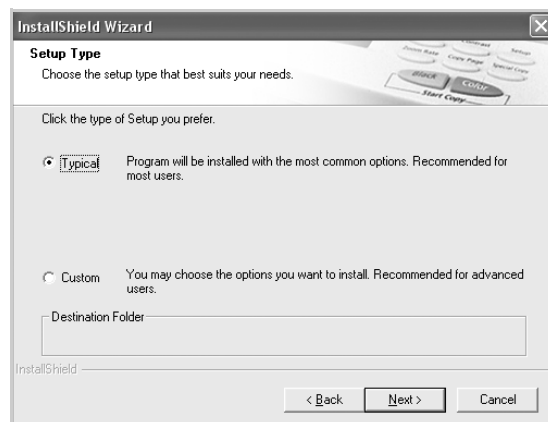 InstallShield Wizard
Setup Type
Choose the setup type that best suits your needs.
Contrast
Zoom Rate Copy Page Setup
Special Copy
Black Color
Start Copy
Click the type of Setup you prefer.
Typical Program will be installed with the most common options. Recommended for
most users.
Custom You may choose the options you want to install. Recommended for advanced
users.
Destination Folder
InstallShield
< Back Next > Cancel